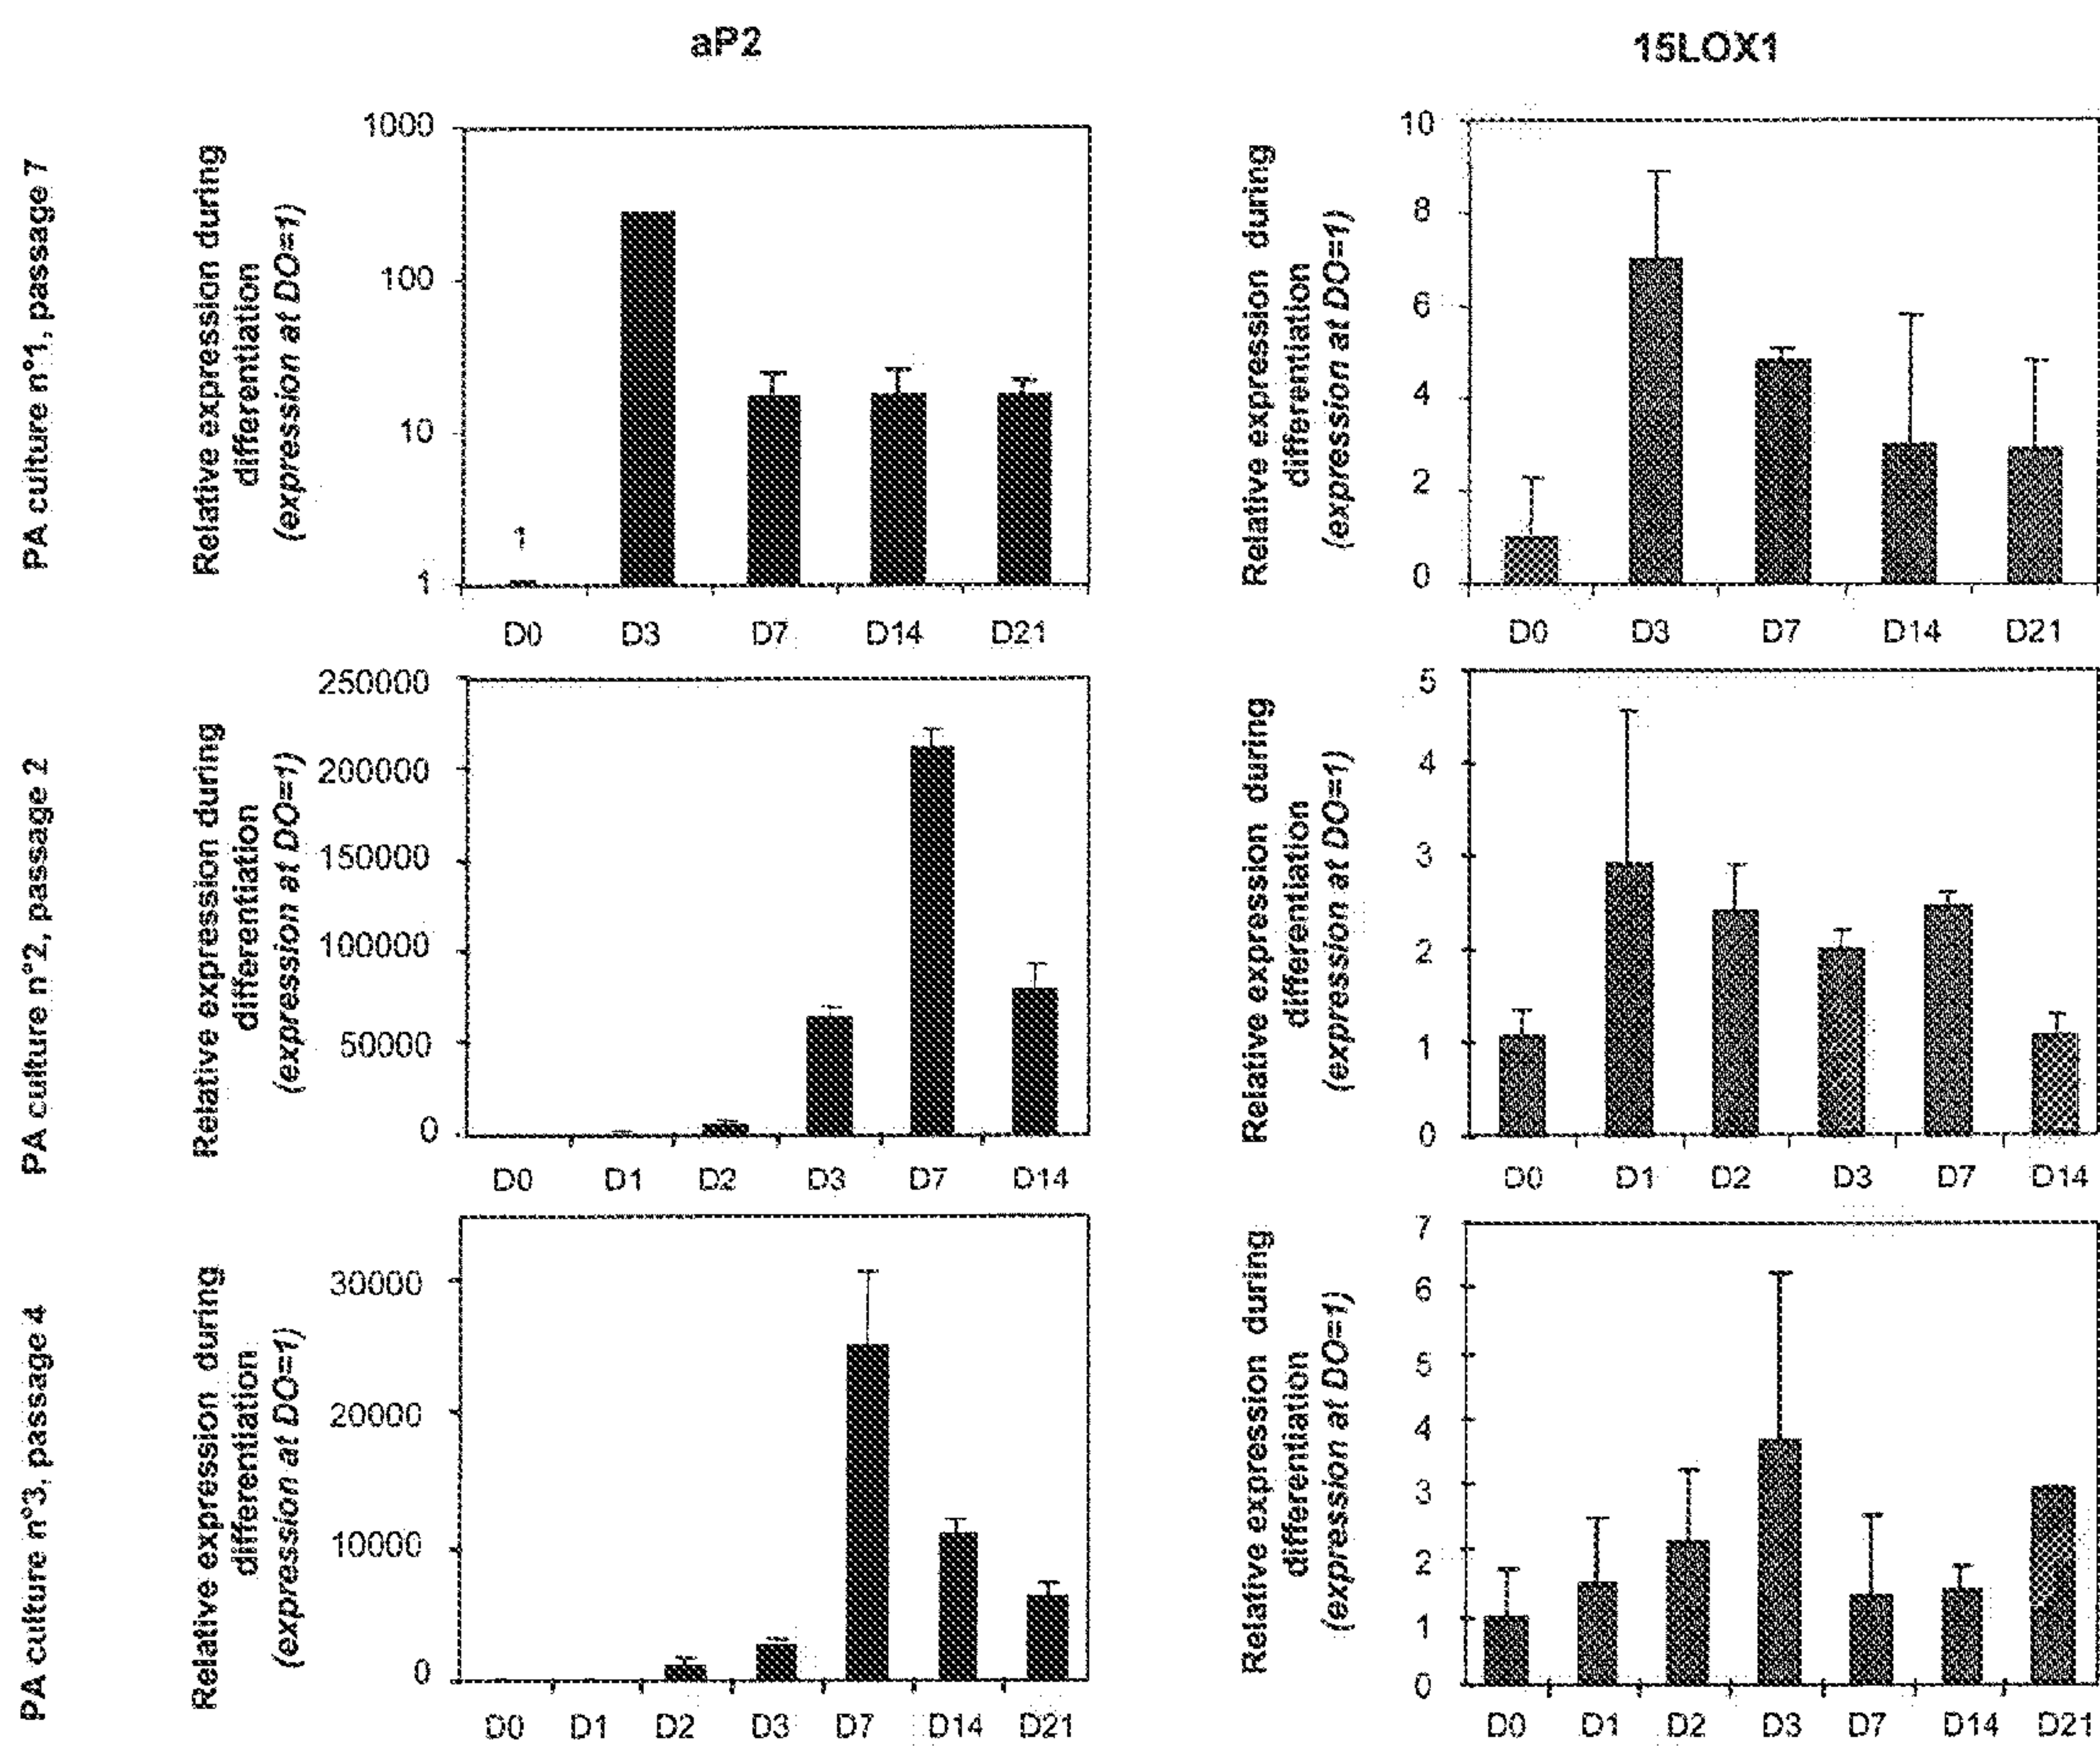 aP2
15LOX1
PA culture n°1, passage 7
Relative expression during
differentiation
(expression at DO=1)
1000
100
10
1
1
D0 D3 D7 D14 D21
Relative expression during
differentiation
(expression at DO=1)
10
8
6
4
2
0
D0 D3 D7 D14 D21
PA culture n°2, passage 2
Relative expression during
differentiation
(expression at DO=1)
250000
200000
150000
100000
50000
0
D0 D1 D2 D3 D7 D14
Relative expression during
differentiation
(expression at DO=1)
5
4
3
2
1
0
D0 D1 D2 D3 D7 D14
PA culture n°3, passage 4
Relative expression during
differentiation
(expression at DO=1)
30000
20000
10000
0
D0 D1 D2 D3 D7 D14 D21
Relative expression during
differentiation
(expression at DO=1)
7
6
5
4
3
2
1
0
D0 D1 D2 D3 D7 D14 D21